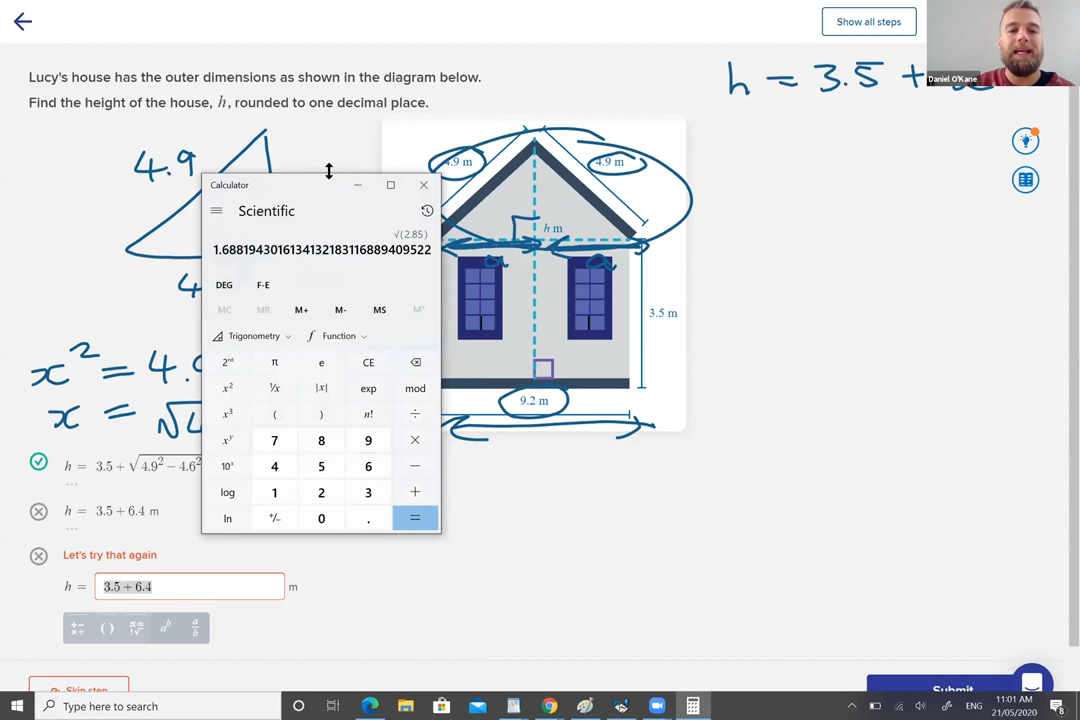 Show all steps
Daniel O'Kane
Lucy's house has the outer dimensions as shown in the diagram below.
Find the height of the house, h, rounded to one decimal place.
h = 3.5 +
4.9
4
x² = 4.9
x = √4
4.9 m
4.9 m
h m
a
a
3.5 m
9.2 m
Calculator
Scientific
√(2.85)
1.6881943016134132183116889409522
DEG F-E
MC MR M+ M- MS M˅
Trigonometry Function
2ⁿᵈ π e CE
x² ¹/x |x| exp mod
x³ ( ) n! ÷
xʸ 7 8 9 ×
10ˣ 4 5 6 −
log 1 2 3 +
ln +/− 0 . =
h = 3.5 + √4.9² − 4.6²
...
h = 3.5 + 6.4 m
...
Let's try that again
h = 3.5 + 6.4 m
+− ×÷ ( ) π∞ !√ aᵇ a/b
Skip step
Submit
Type here to search
ENG
11:01 AM
21/05/2020
8